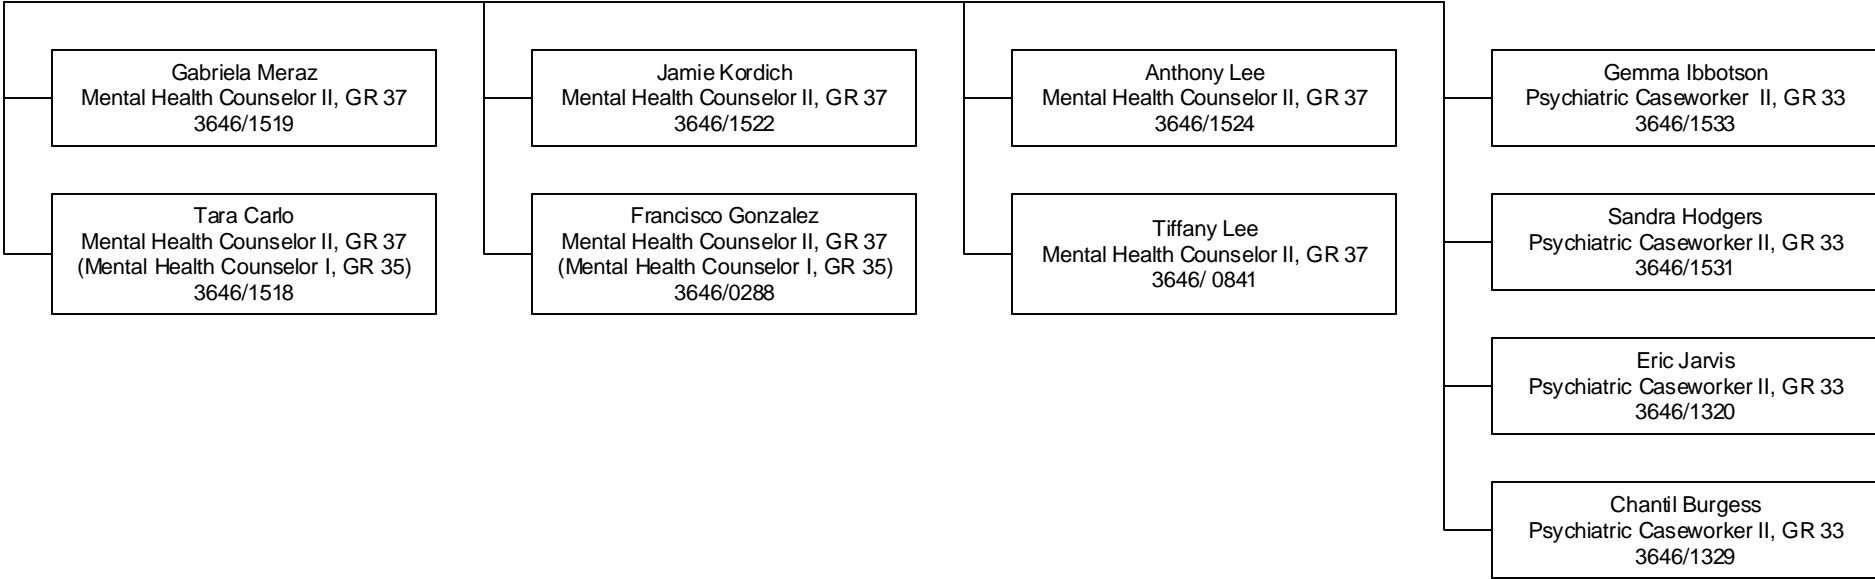 Gabriela Meraz
Mental Health Counselor II, GR 37
3646/1519
Jamie Kordich
Mental Health Counselor II, GR 37
3646/1522
Anthony Lee
Mental Health Counselor II, GR 37
3646/1524
Gemma Ibbotson
Psychiatric Caseworker II, GR 33
3646/1533
Tara Carlo
Mental Health Counselor II, GR 37
(Mental Health Counselor I, GR 35)
3646/1518
Francisco Gonzalez
Mental Health Counselor II, GR 37
(Mental Health Counselor I, GR 35)
3646/0288
Tiffany Lee
Mental Health Counselor II, GR 37
3646/ 0841
Sandra Hodgers
Psychiatric Caseworker II, GR 33
3646/1531
Eric Jarvis
Psychiatric Caseworker II, GR 33
3646/1320
Chantil Burgess
Psychiatric Caseworker II, GR 33
3646/1329